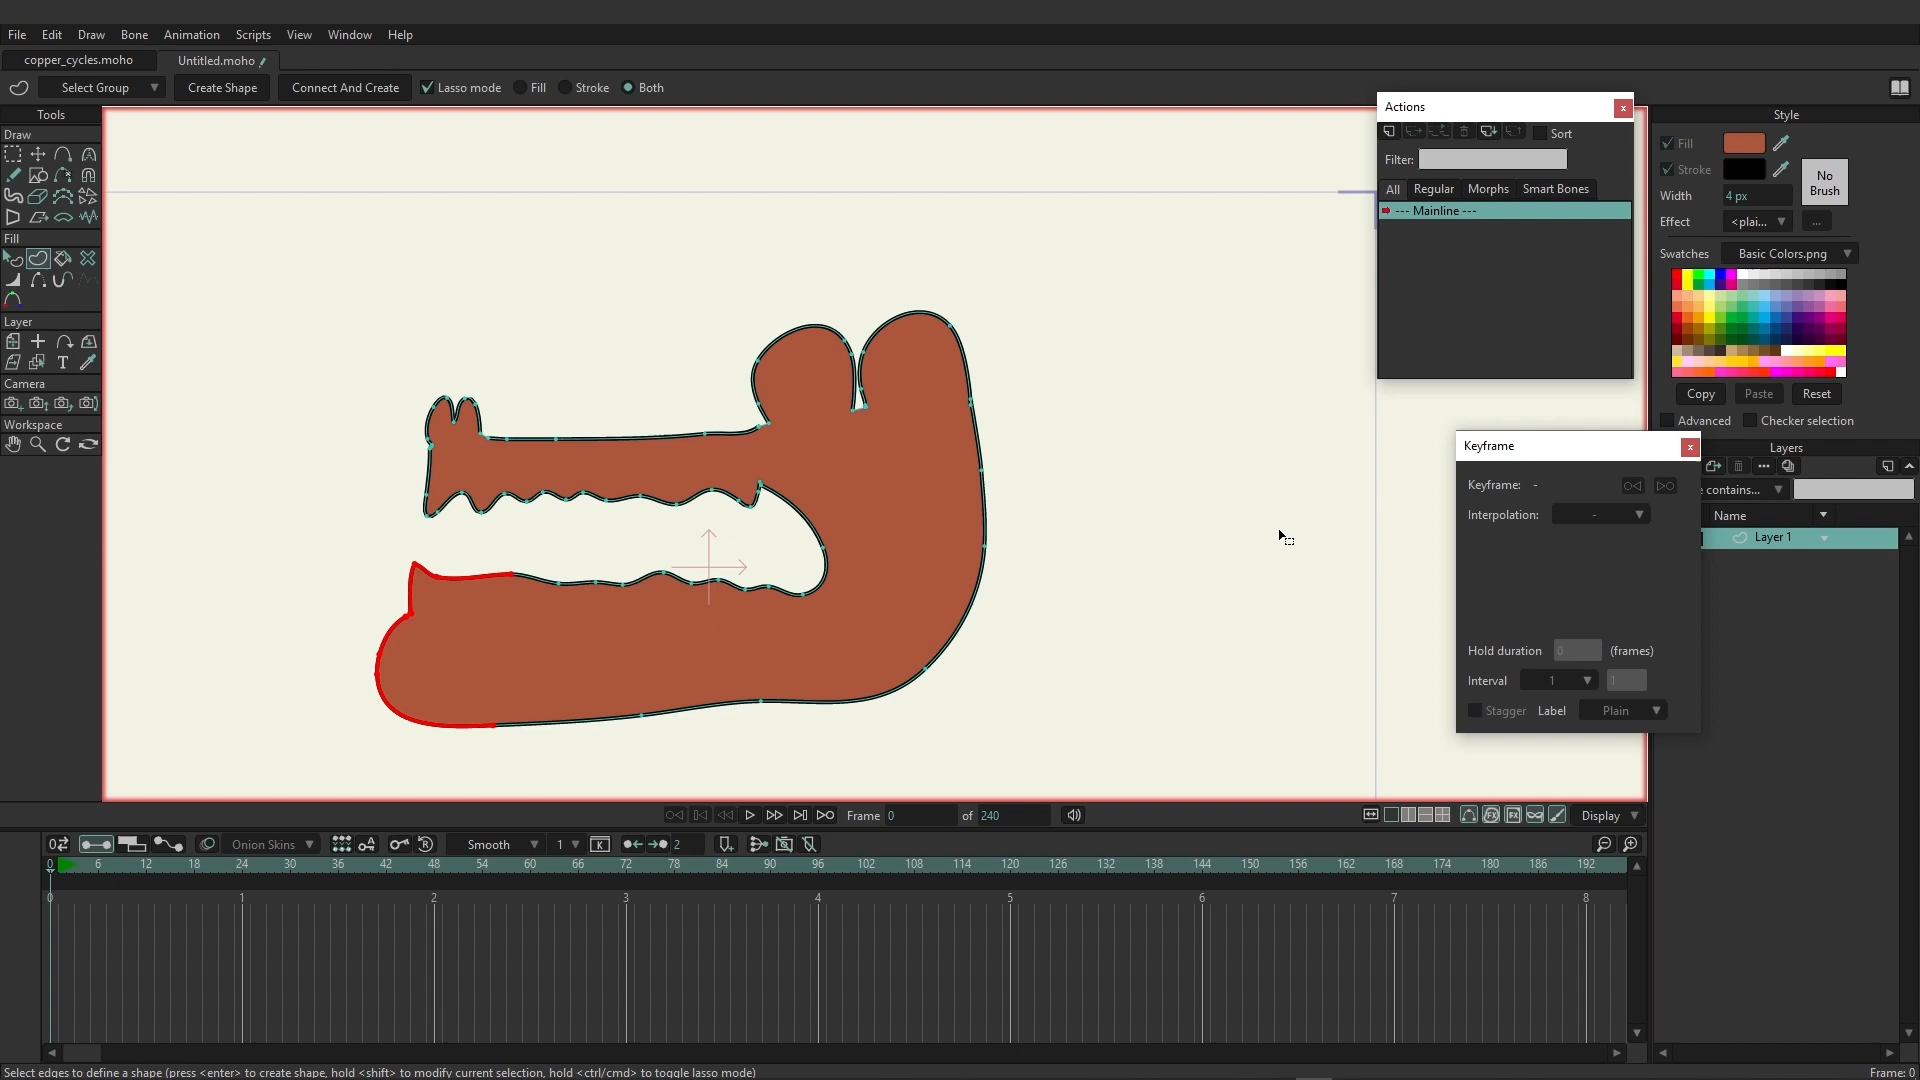 File Edit Draw Bone Animation Scripts View Window Help
copper_cycles.moho Untitled.moho
Select Group Create Shape Connect And Create Lasso mode Fill Stroke Both
Tools
Draw
Fill
Layer
T
Camera
Workspace
Actions x
Sort
Filter:
All Regular Morphs Smart Bones
--- Mainline ---
Style
Fill
Stroke
No Brush
Width 4 px
Effect <plai... ...
Swatches Basic Colors.png
Copy Paste Reset
Advanced Checker selection
Layers
e contains...
Name
Layer 1
Keyframe x
Keyframe: -
Interpolation: -
Hold duration 0 (frames)
Interval 1 1
Stagger Label Plain
Frame 0 of 240
Display
Onion Skins Smooth 1 K 2
0 6 12 18 24 30 36 42 48 54 60 66 72 78 84 90 96 102 108 114 120 126 132 138 144 150 156 162 168 174 180 186 192
0 1 2 3 4 5 6 7 8
Select edges to define a shape (press <enter> to create shape, hold <shift> to modify current selection, hold <ctrl/cmd> to toggle lasso mode) Frame: 0